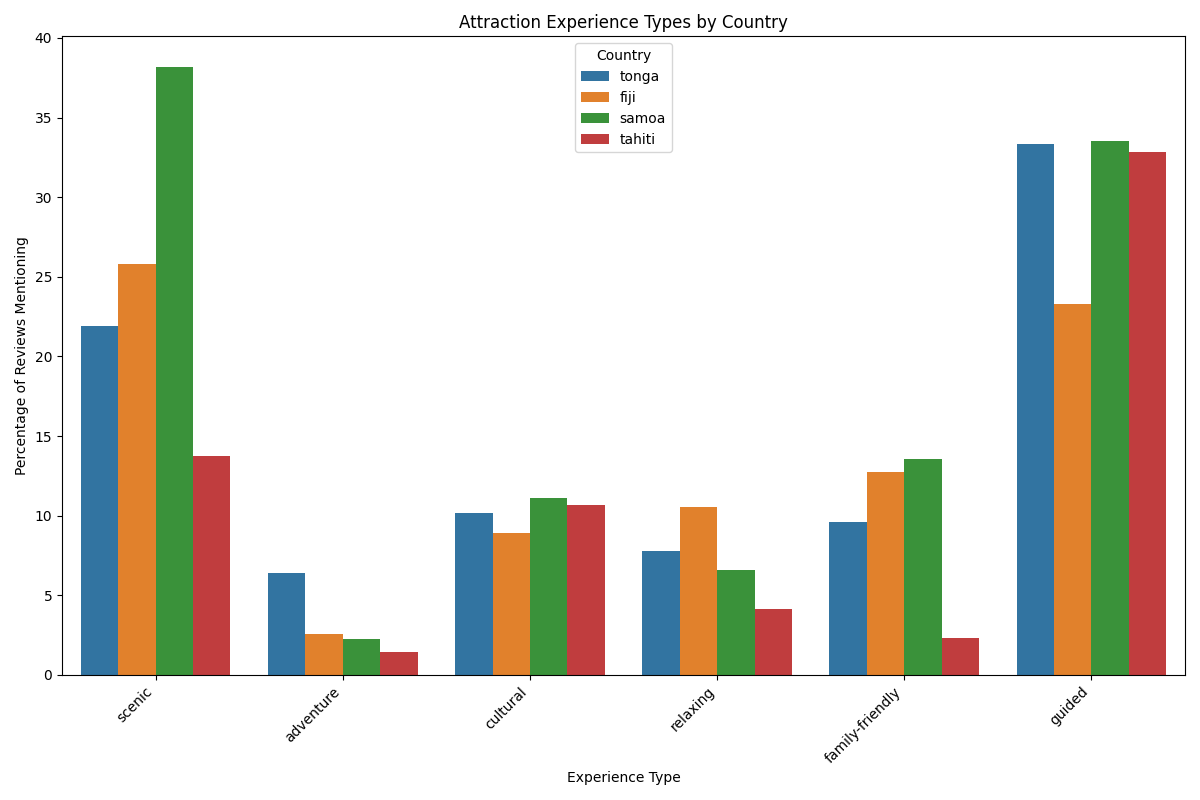 Attraction Experience Types by Country
Percentage of Reviews Mentioning
40
35
30
25
20
15
10
5
0
Country
tonga
fiji
samoa
tahiti
scenic
adventure
cultural
relaxing
family-friendly
guided
Experience Type